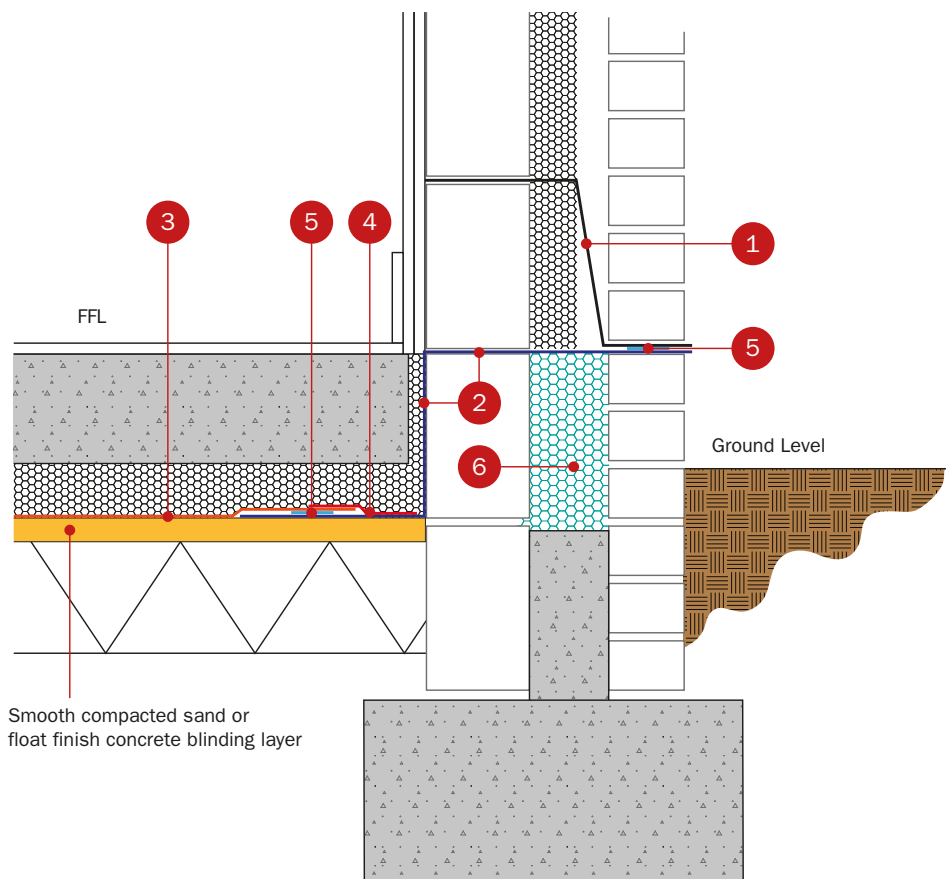 3
5
4
1
FFL
5
2
Ground Level
6
Smooth compacted sand or
float finish concrete blinding layer